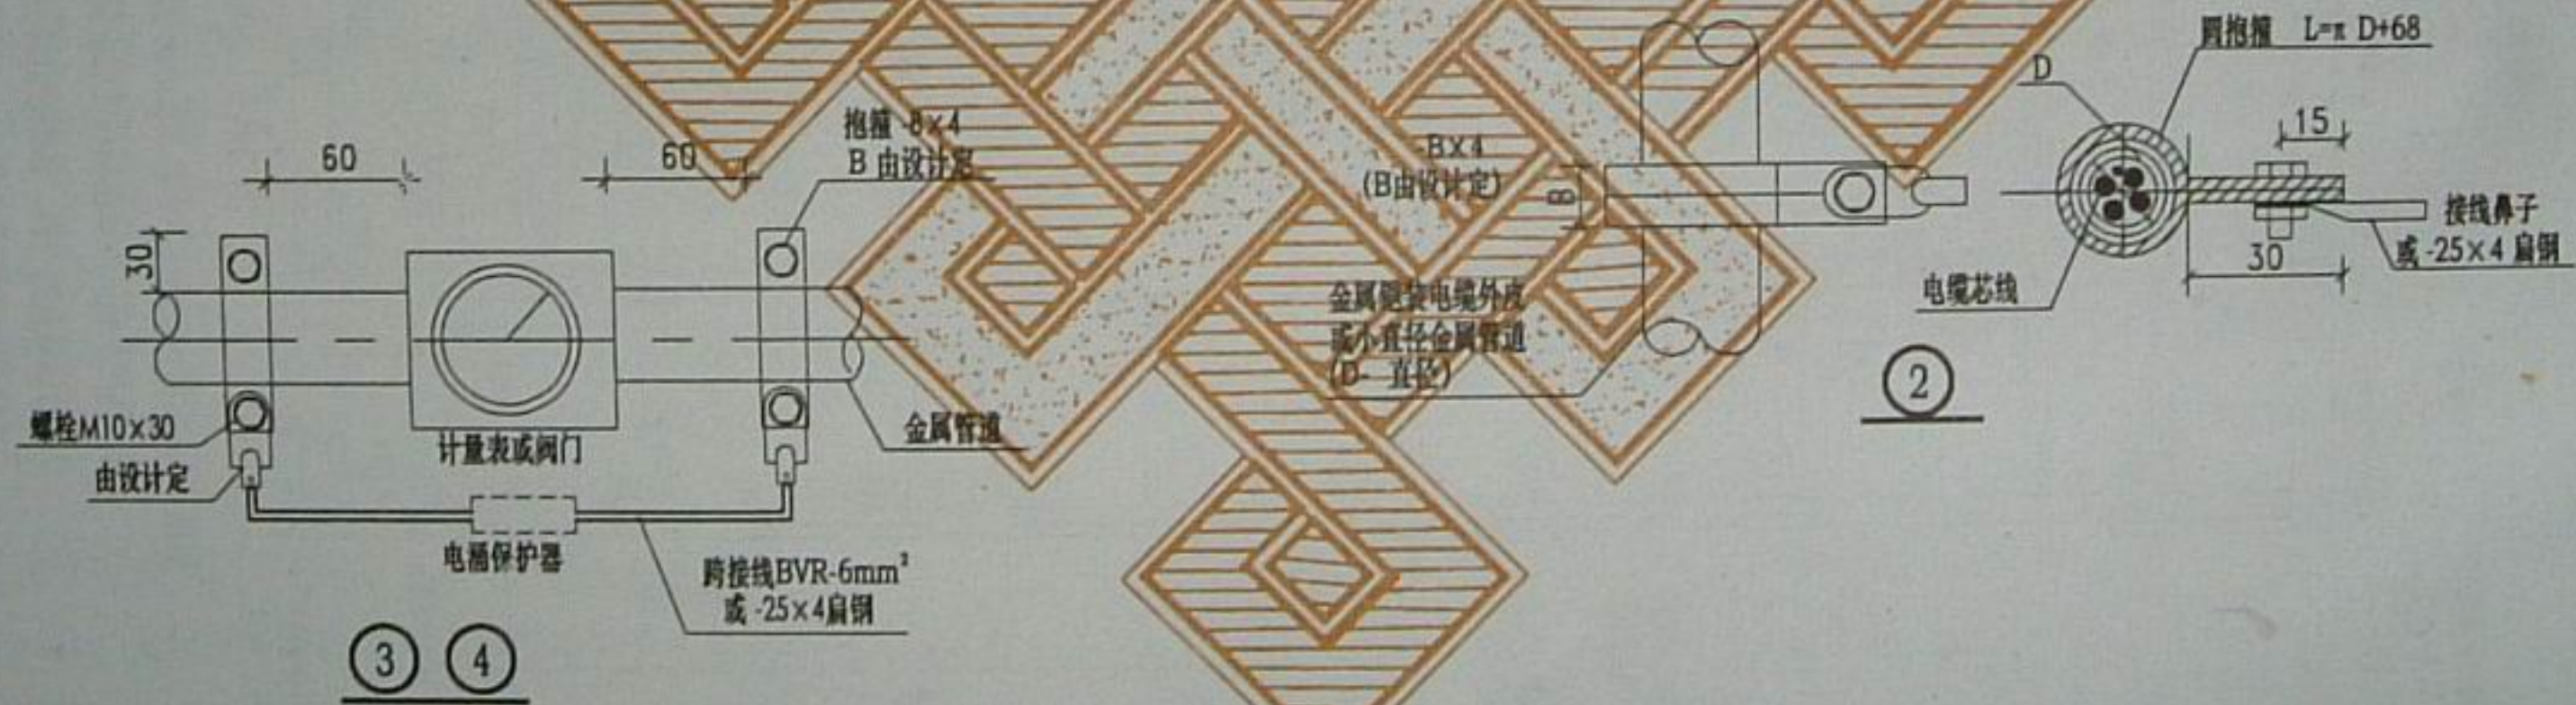 60
60
30
抱箍 -B×4
B 由设计定
螺栓M10×30
由设计定
计量表或阀门
金属管道
电涌保护器
跨接线BVR-6mm²
或 -25×4扁钢
3 4
B×4
(B由设计定)
B
金属铠装电缆外皮
或小直径金属管道
(D- 直径)
2
圆抱箍 L=π D+68
D
15
接线鼻子
或 -25×4 扁钢
30
电缆芯线